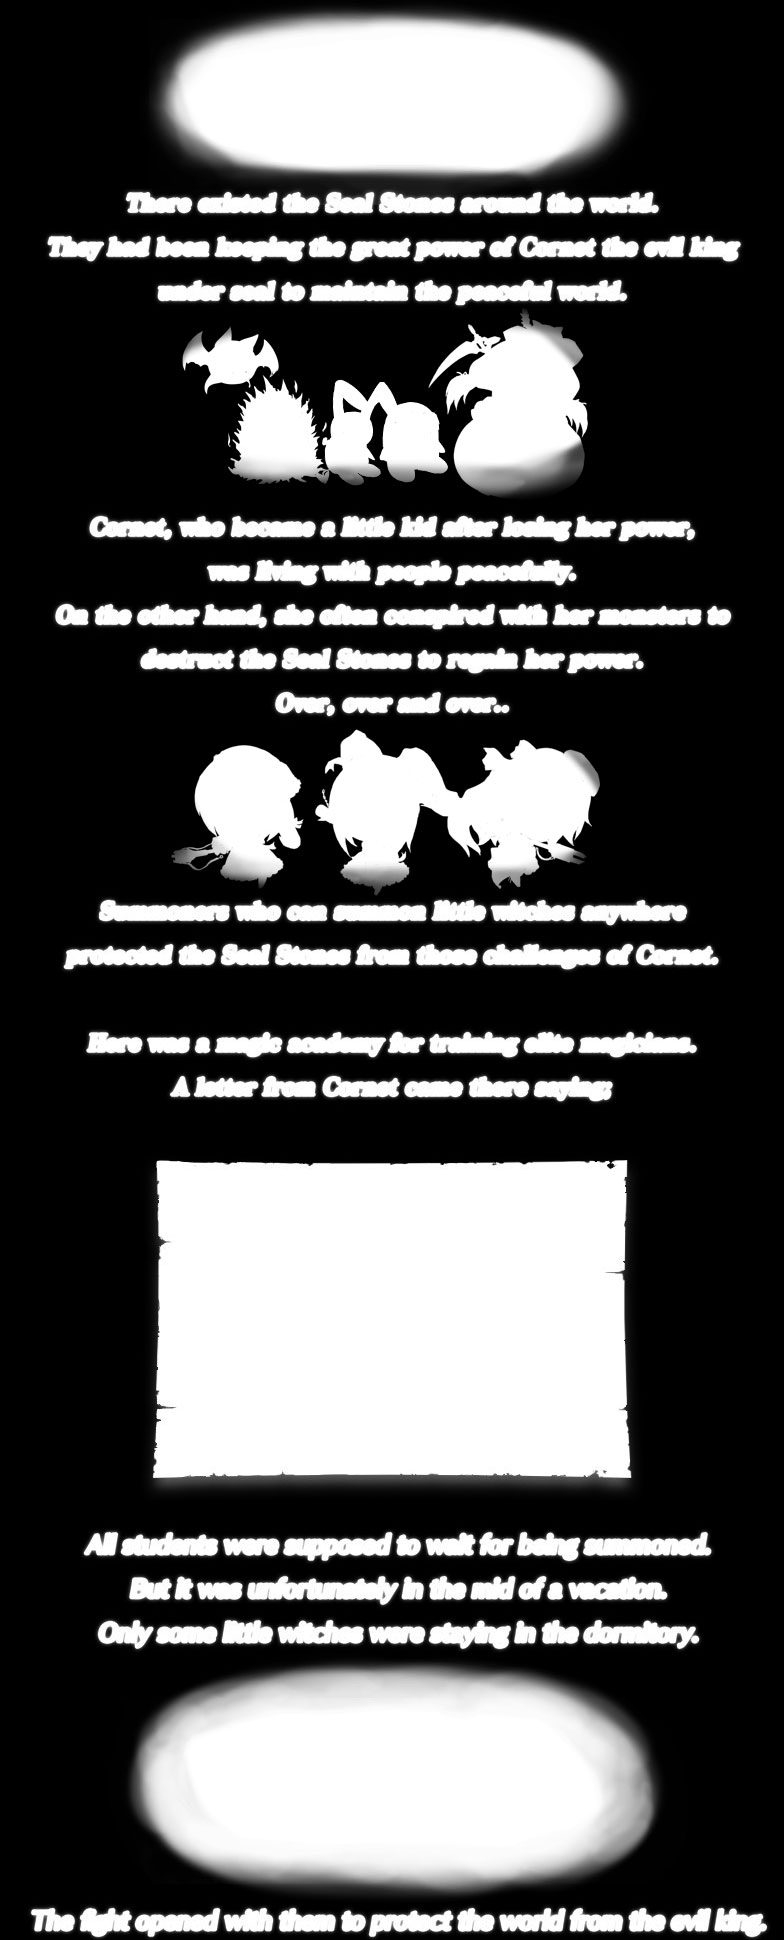 There existed the Seal Stones around the world.
They had been keeping the great power of Cornet the evil king
under seal to maintain the peaceful world.
Cornet, who became a little kid after losing her power,
was living with people peacefully.
On the other hand, she often conspired with her monsters to
destruct the Seal Stones to regain her power.
Over, over and over..
Summoners who can summon little witches anywhere
protected the Seal Stones from those challenges of Cornet.
Here was a magic academy for training elite magicians.
A letter from Cornet came there saying;
All students were supposed to wait for being summoned.
But it was unfortunately in the mid of a vacation.
Only some little witches were staying in the dormitory.
The fight opened with them to protect the world from the evil king.